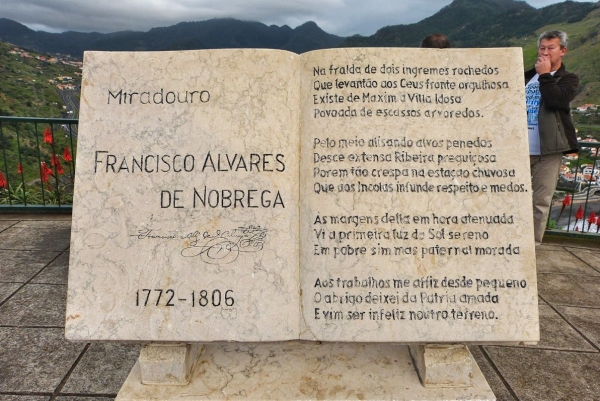 Miradouro
FRANCISCO ALVARES
DE NOBREGA
1772-1806
Na fralda de dois ingremes rochedos
Que levantão aos Ceus fronte orgulhosa
Existe de Maxim a Villa Idosa
Povoada de escassos arvoredos.
Pelo meio alisando alvos penedos
Desce extensa Ribeira preguiçosa
Porem tão crespa na estação chuvosa
Que aos Incolas infunde respeito e medos.
As margens della em hora atenuada
Vi a primeira luz do Sol sereno
Em pobre sim mas paternal morada
Aos trabalhos me afiz desde pequeno
O abrigo deixei da Patria amada
E vim ser infeliz noutro terreno.